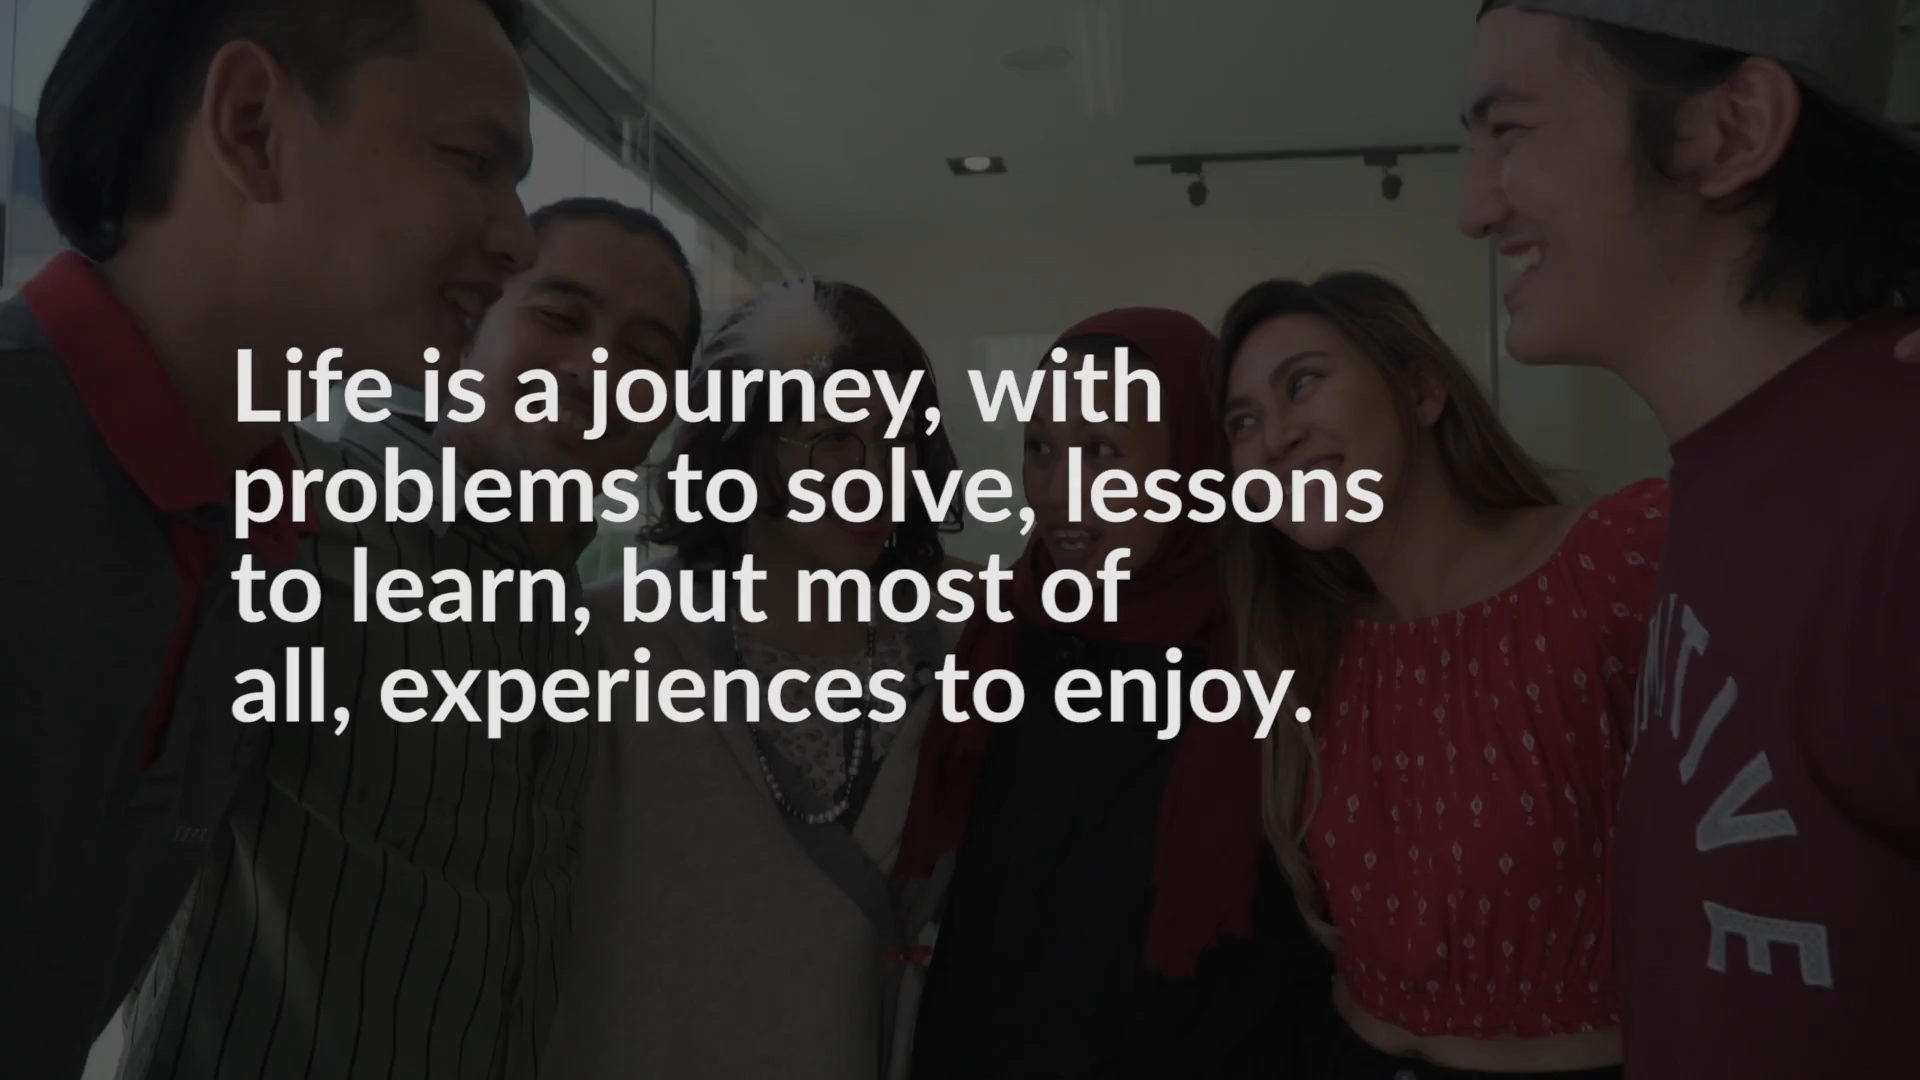 Life is a journey, with
problems to solve, lessons
to learn, but most of
all, experiences to enjoy.